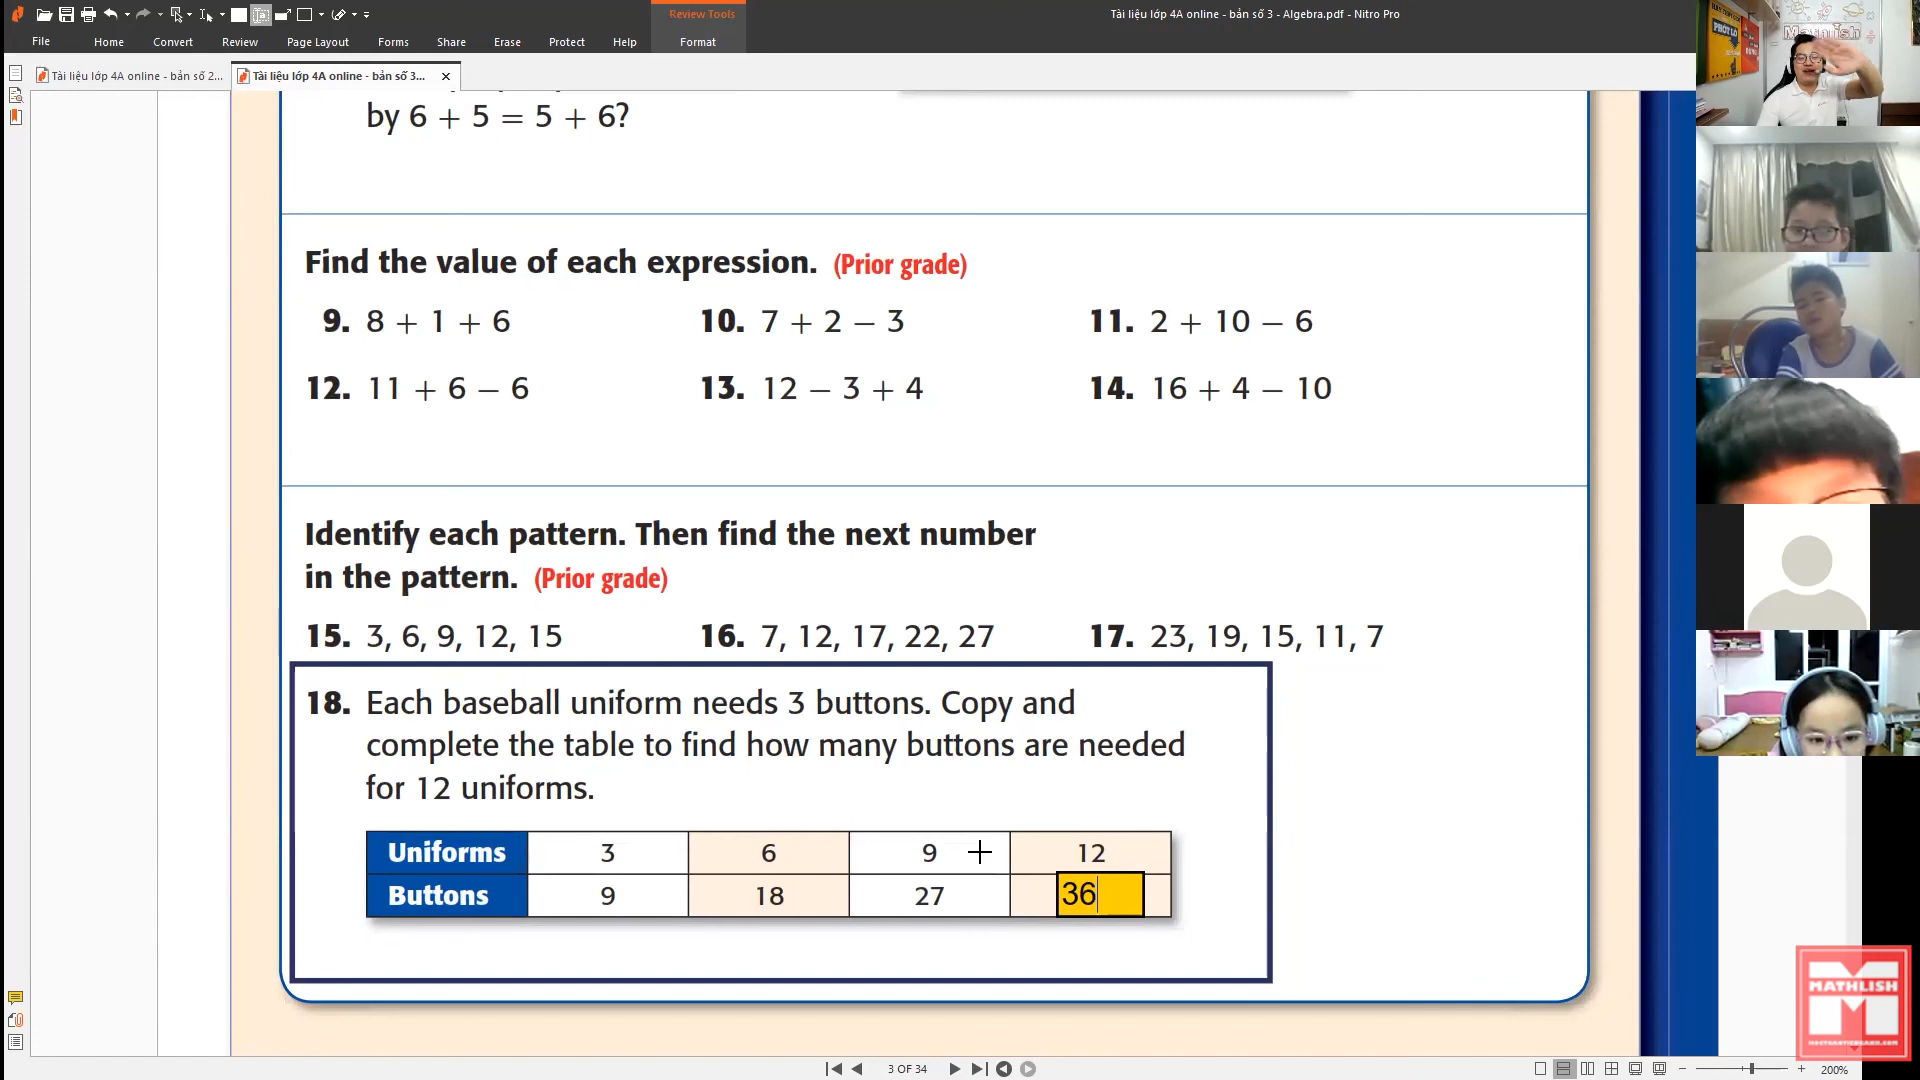 Review Tools
Tài liệu lớp 4A online - bản số 3 - Algebra.pdf - Nitro Pro
File Home Convert Review Page Layout Forms Share Erase Protect Help Format
Tài liệu lớp 4A online - bản số 2...
Tài liệu lớp 4A online - bản số 3...
by 6 + 5 = 5 + 6?
Find the value of each expression. (Prior grade)
9. 8 + 1 + 6 10. 7 + 2 − 3 11. 2 + 10 − 6
12. 11 + 6 − 6 13. 12 − 3 + 4 14. 16 + 4 − 10
Identify each pattern. Then find the next number
in the pattern. (Prior grade)
15. 3, 6, 9, 12, 15 16. 7, 12, 17, 22, 27 17. 23, 19, 15, 11, 7
18. Each baseball uniform needs 3 buttons. Copy and
complete the table to find how many buttons are needed
for 12 uniforms.
Uniforms 3 6 9 12
Buttons 9 18 27 36
MATHLISH
M
3 OF 34
200%